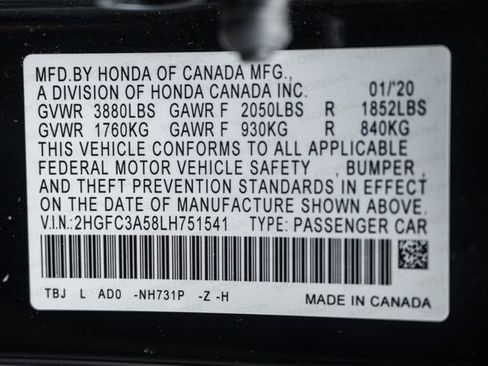 MFD.BY HONDA OF CANADA MFG.,
A DIVISION OF HONDA CANADA INC. 01/'20
GVWR 3880LBS GAWR F 2050LBS R 1852LBS
GVWR 1760KG GAWR F 930KG R 840KG
THIS VEHICLE CONFORMS TO ALL APPLICABLE
FEDERAL MOTOR VEHICLE SAFETY , BUMPER,
AND THEFT PREVENTION STANDARDS IN EFFECT
ON THE DATE OF MANUFACTURE SHOWN ABOVE.
V.I.N.: 2HGFC3A58LH751541 TYPE: PASSENGER CAR
TBJ L AD0 -NH731P -Z -H MADE IN CANADA